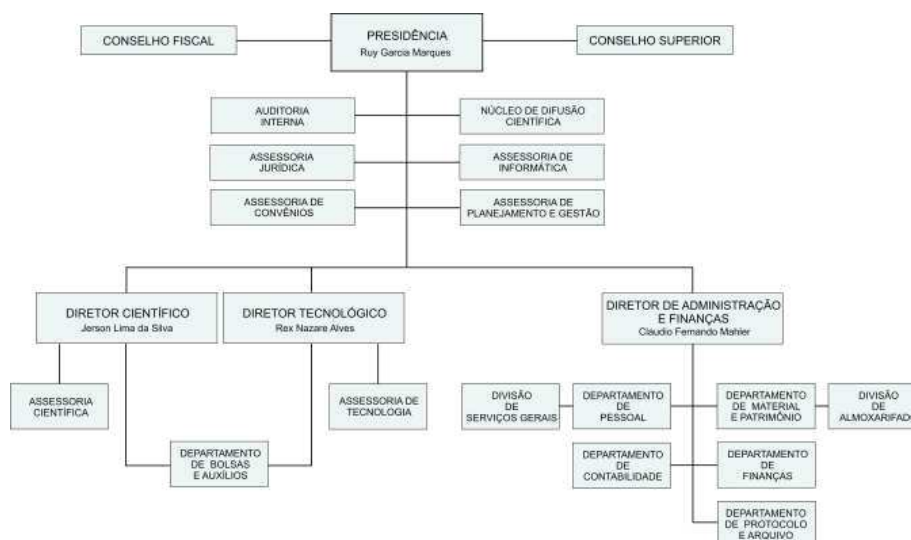 CONSELHO FISCAL
PRESIDÊNCIA
Ruy Garcia Marques
CONSELHO SUPERIOR
AUDITORIA
INTERNA
NÚCLEO DE DIFUSÃO
CIENTÍFICA
ASSESSORIA
JURÍDICA
ASSESSORIA DE
INFORMÁTICA
ASSESSORIA DE
CONVÊNIOS
ASSESSORIA DE
PLANEJAMENTO E GESTÃO
DIRETOR CIENTÍFICO
Jerson Lima da Silva
DIRETOR TECNOLÓGICO
Rex Nazare Alves
DIRETOR DE ADMINISTRAÇÃO
E FINANÇAS
Claudio Fernando Mahler
ASSESSORIA
CIENTÍFICA
ASSESSORIA DE
TECNOLOGIA
DIVISÃO
DE
SERVIÇOS GERAIS
DEPARTAMENTO
DE
PESSOAL
DEPARTAMENTO
DE MATERIAL
E PATRIMÔNIO
DIVISÃO
DE
ALMOXARIFADO
DEPARTAMENTO
DE BOLSAS
E AUXÍLIOS
DEPARTAMENTO
DE
CONTABILIDADE
DEPARTAMENTO
DE
FINANÇAS
DEPARTAMENTO
DE PROTOCOLO
E ARQUIVO